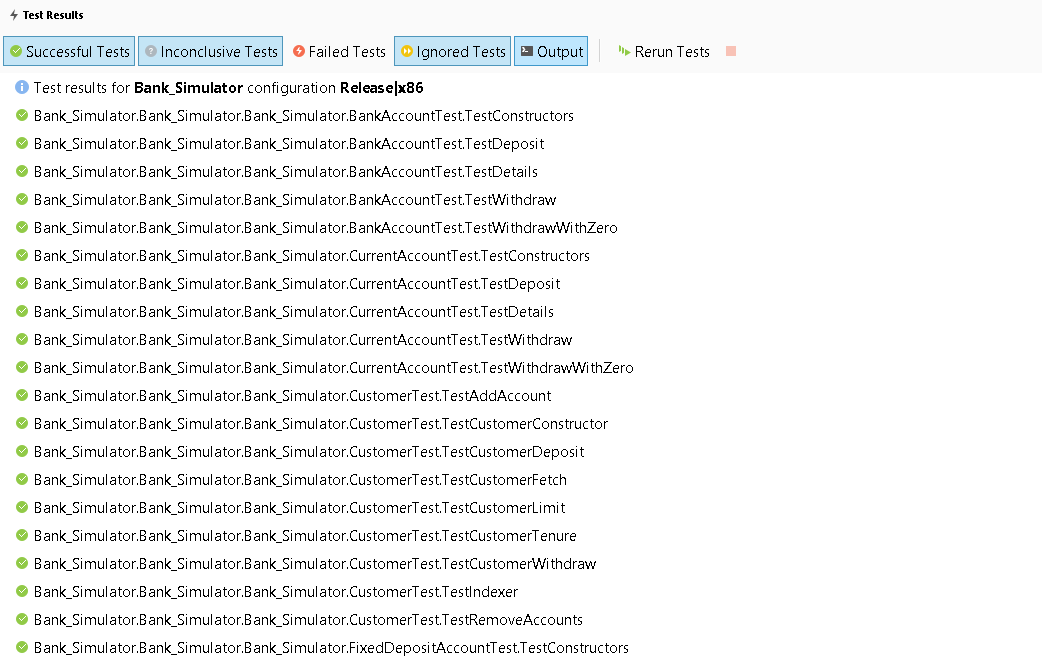 Test Results
Successful Tests Inconclusive Tests Failed Tests Ignored Tests Output Rerun Tests
Test results for Bank_Simulator configuration Release|x86
Bank_Simulator.Bank_Simulator.Bank_Simulator.BankAccountTest.TestConstructors
Bank_Simulator.Bank_Simulator.Bank_Simulator.BankAccountTest.TestDeposit
Bank_Simulator.Bank_Simulator.Bank_Simulator.BankAccountTest.TestDetails
Bank_Simulator.Bank_Simulator.Bank_Simulator.BankAccountTest.TestWithdraw
Bank_Simulator.Bank_Simulator.Bank_Simulator.BankAccountTest.TestWithdrawWithZero
Bank_Simulator.Bank_Simulator.Bank_Simulator.CurrentAccountTest.TestConstructors
Bank_Simulator.Bank_Simulator.Bank_Simulator.CurrentAccountTest.TestDeposit
Bank_Simulator.Bank_Simulator.Bank_Simulator.CurrentAccountTest.TestDetails
Bank_Simulator.Bank_Simulator.Bank_Simulator.CurrentAccountTest.TestWithdraw
Bank_Simulator.Bank_Simulator.Bank_Simulator.CurrentAccountTest.TestWithdrawWithZero
Bank_Simulator.Bank_Simulator.Bank_Simulator.CustomerTest.TestAddAccount
Bank_Simulator.Bank_Simulator.Bank_Simulator.CustomerTest.TestCustomerConstructor
Bank_Simulator.Bank_Simulator.Bank_Simulator.CustomerTest.TestCustomerDeposit
Bank_Simulator.Bank_Simulator.Bank_Simulator.CustomerTest.TestCustomerFetch
Bank_Simulator.Bank_Simulator.Bank_Simulator.CustomerTest.TestCustomerLimit
Bank_Simulator.Bank_Simulator.Bank_Simulator.CustomerTest.TestCustomerTenure
Bank_Simulator.Bank_Simulator.Bank_Simulator.CustomerTest.TestCustomerWithdraw
Bank_Simulator.Bank_Simulator.Bank_Simulator.CustomerTest.TestIndexer
Bank_Simulator.Bank_Simulator.Bank_Simulator.CustomerTest.TestRemoveAccounts
Bank_Simulator.Bank_Simulator.Bank_Simulator.FixedDepositAccountTest.TestConstructors